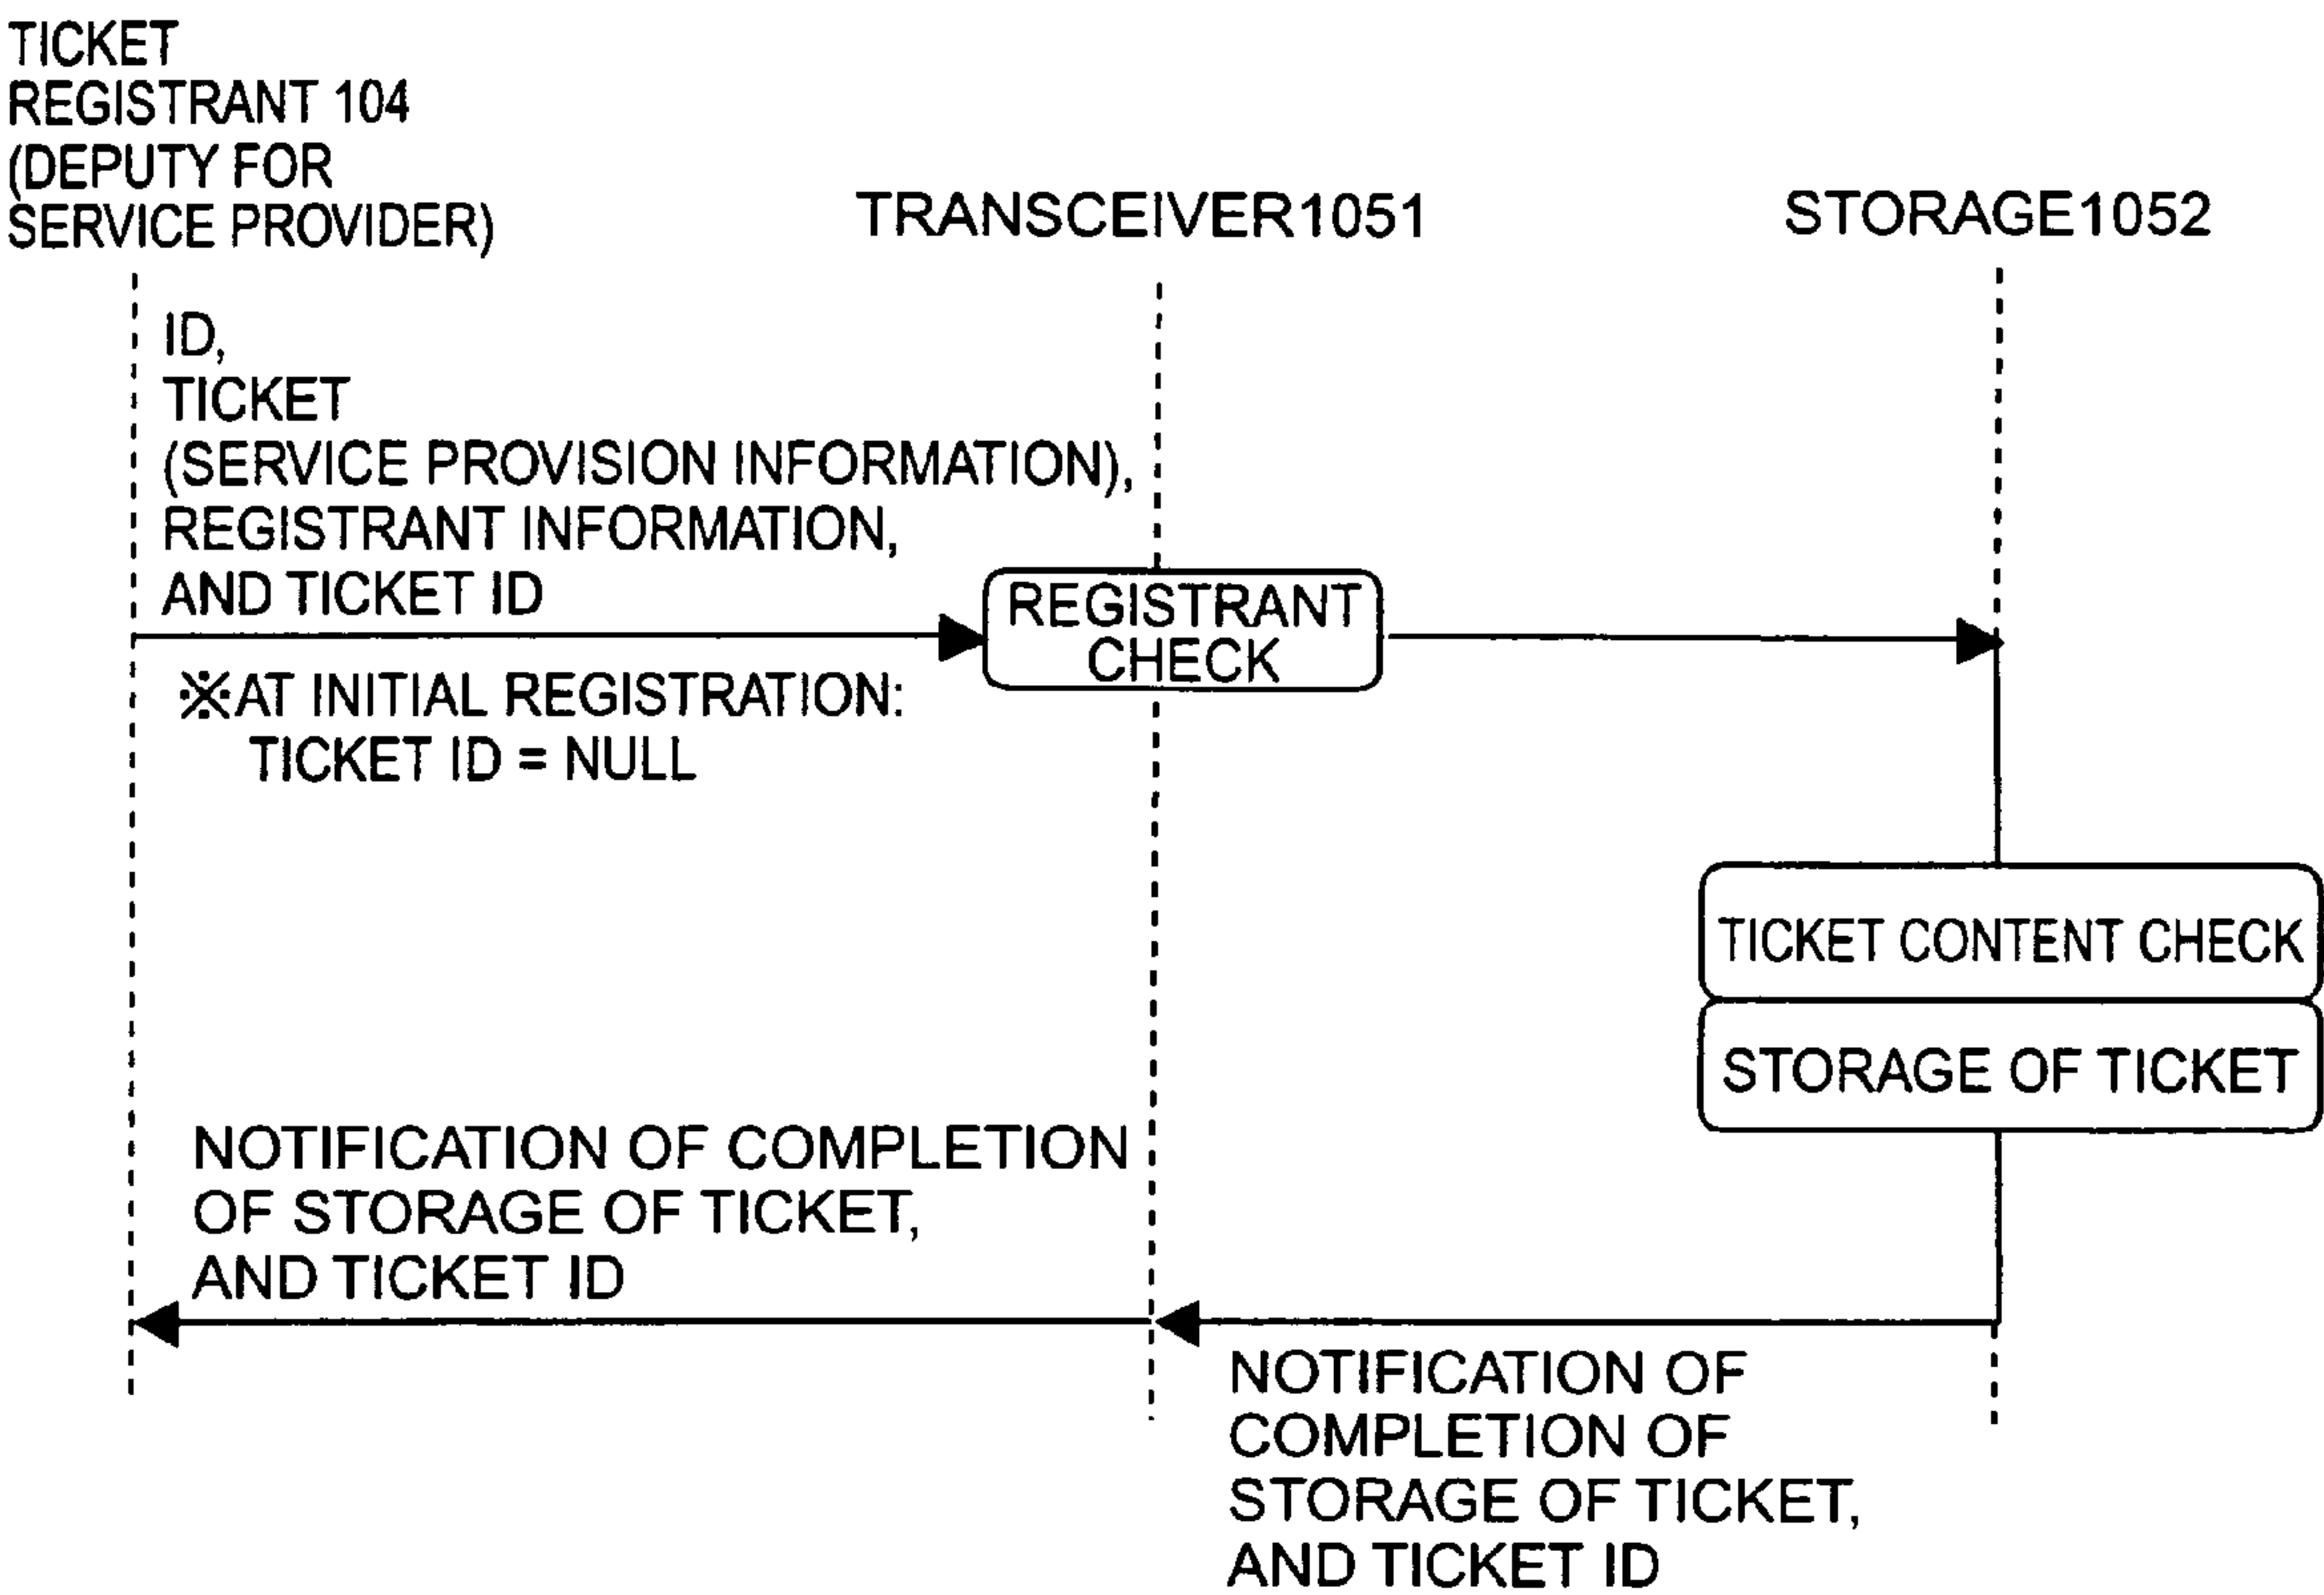 TICKET
REGISTRANT 104
(DEPUTY FOR
SERVICE PROVIDER)
TRANSCEIVER1051
STORAGE1052
ID,
TICKET
(SERVICE PROVISION INFORMATION),
REGISTRANT INFORMATION,
AND TICKET ID
REGISTRANT
CHECK
※AT INITIAL REGISTRATION:
TICKET ID = NULL
TICKET CONTENT CHECK
STORAGE OF TICKET
NOTIFICATION OF COMPLETION
OF STORAGE OF TICKET,
AND TICKET ID
NOTIFICATION OF
COMPLETION OF
STORAGE OF TICKET,
AND TICKET ID